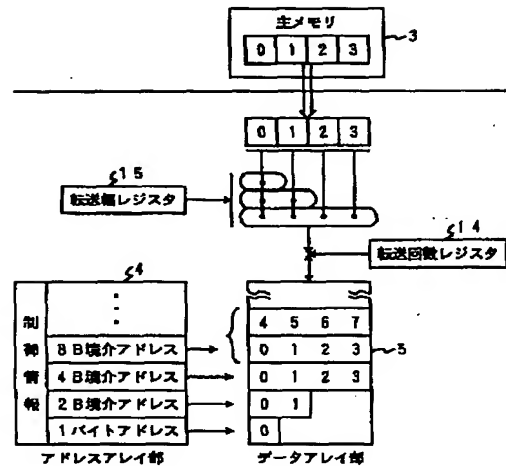 主メモリ
0 1 2 3
3
0 1 2 3
15
転送幅レジスタ
14
転送回数レジスタ
4
制御情報
8B境介アドレス
4B境介アドレス
2B境介アドレス
1バイトアドレス
アドレスアレイ部
4 5 6 7
0 1 2 3
0 1 2 3
0 1
0
5
データアレイ部